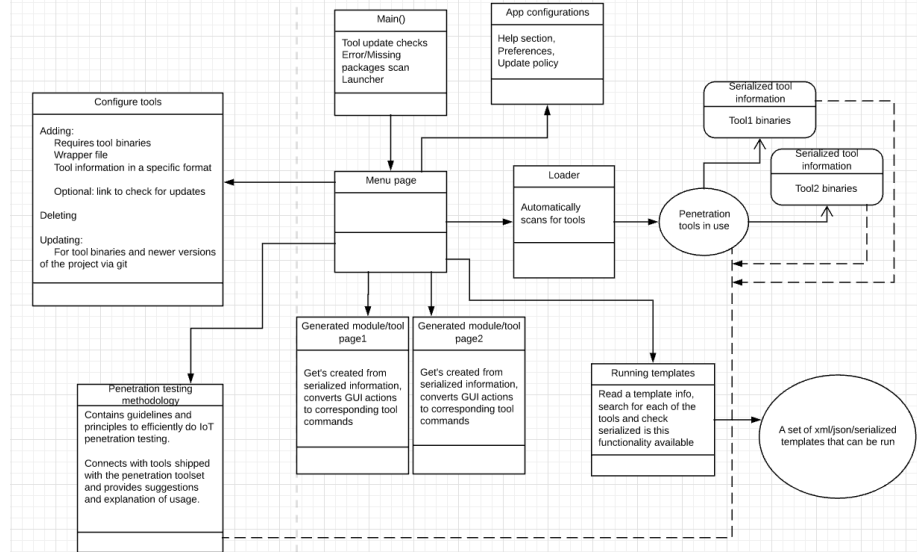 Main()
Tool update checks
Error/Missing
packages scan
Launcher
App configurations
Help section,
Preferences,
Update policy
Configure tools
Adding:
Requires tool binaries
Wrapper file
Tool information in a specific format
Optional: link to check for updates
Deleting
Updating:
For tool binaries and newer versions
of the project via git
Menu page
Loader
Automatically
scans for tools
Penetration
tools in use
Serialized tool
information
Tool1 binaries
Serialized tool
information
Tool2 binaries
Generated module/tool
page1
Get's created from
serialized information,
converts GUI actions
to corresponding tool
commands
Generated module/tool
page2
Get's created from
serialized information,
converts GUI actions
to corresponding tool
commands
Running templates
Read a template info,
search for each of the
tools and check
serialized is this
functionality available
A set of xml/json/serialized
templates that can be run
Penetration testing
methodology
Contains guidelines and
principles to efficiently do IoT
penetration testing.
Connects with tools shipped
with the penetration toolset
and provides suggestions
and explanation of usage.